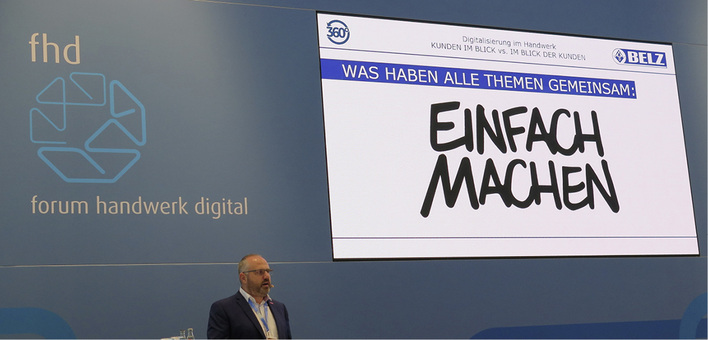 fhd
forum handwerk digital
360°
Digitalisierung im Handwerk
KUNDEN IM BLICK vs. IM BLICK DER KUNDEN
BELZ
WAS HABEN ALLE THEMEN GEMEINSAM:
EINFACH
MACHEN